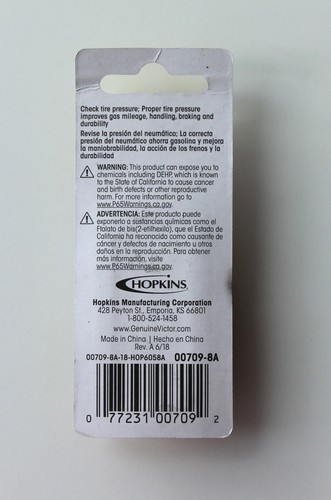 Check tire pressure; Proper tire pressure
improves gas mileage, handling, braking and
durability
Revise la presión del neumático; La correcta
presión del neumático ahorra gasolina y mejora
la maniobrabilidad, la acción de los frenos y la
durabilidad
WARNING: This product can expose you to
chemicals including DEHP, which is known
to the State of California to cause cancer
and birth defects or other reproductive
harm. For more information go to
www.P65Warnings.ca.gov.
ADVERTENCIA: Este producto puede
exponerlo a sustancias químicas como el
Ftalato de bis(2-etilhexilo), que el Estado de
California ha reconocido como causante de
cáncer y defectos de nacimiento u otros
daños en la reproducción. Para obtener
más información, visite
www.P65Warnings.ca.gov.
HOPKINS
Hopkins Manufacturing Corporation
428 Peyton St., Emporia, KS 66801
1-800-524-1458
www.GenuineVictor.com
Made in China | Hecho en China
Rev. A 6/18
00709-8A-18-HOP6058A 00709-8A
0 77231 00709 2